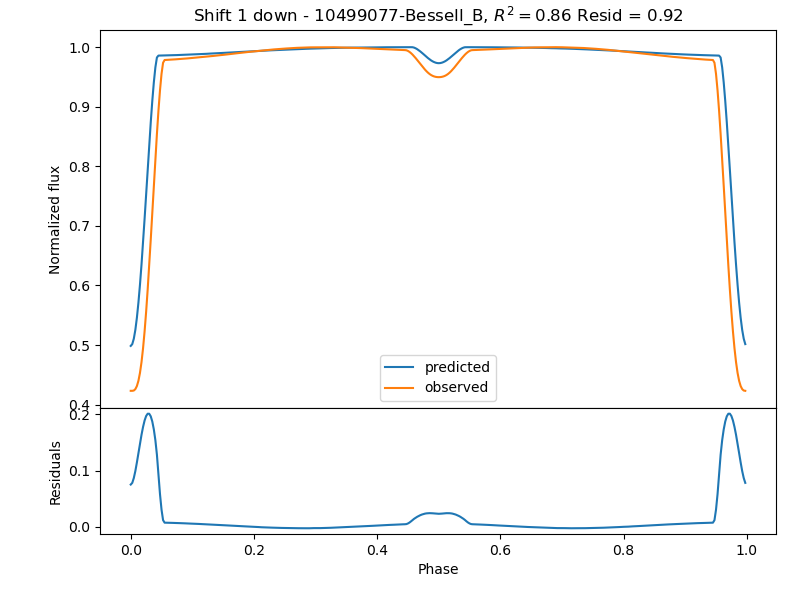 Shift 1 down - 10499077-Bessell_B, R² = 0.86 Resid = 0.92
Normalized flux
1.0
0.9
0.8
0.7
0.6
0.5
0.4
predicted
observed
Residuals
0.2
0.1
0.0
0.0 0.2 0.4 0.6 0.8 1.0
Phase